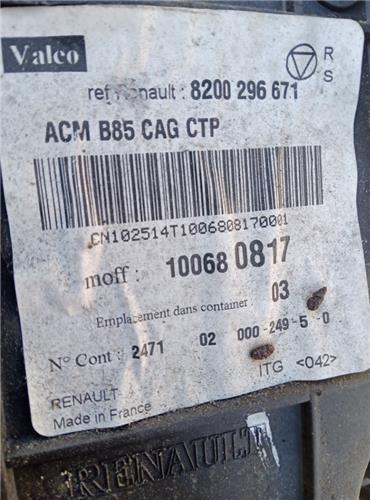 Valeo
R
S
ref Renault : 8200 296 671
ACM B85 CAG CTP
CN102514T1006808170001
moff : 10068 0817
Emplacement dans container : 03
N° Cont : 2471 02 000-249-5 0
ITG <042>
RENAULT
Made in France
RENAULT